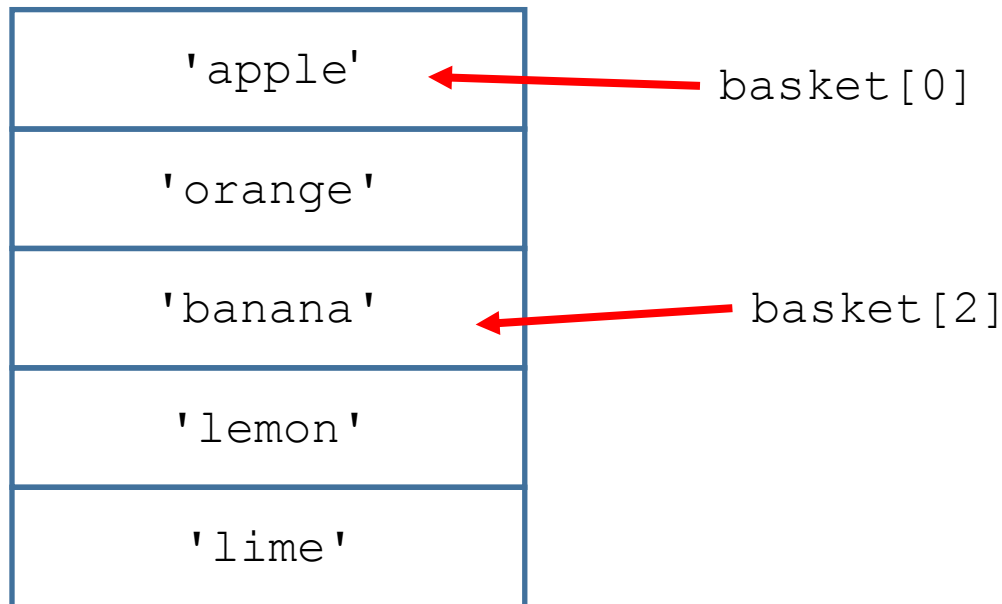 'apple'
basket[0]
'orange'
'banana'
basket[2]
'lemon'
'lime'